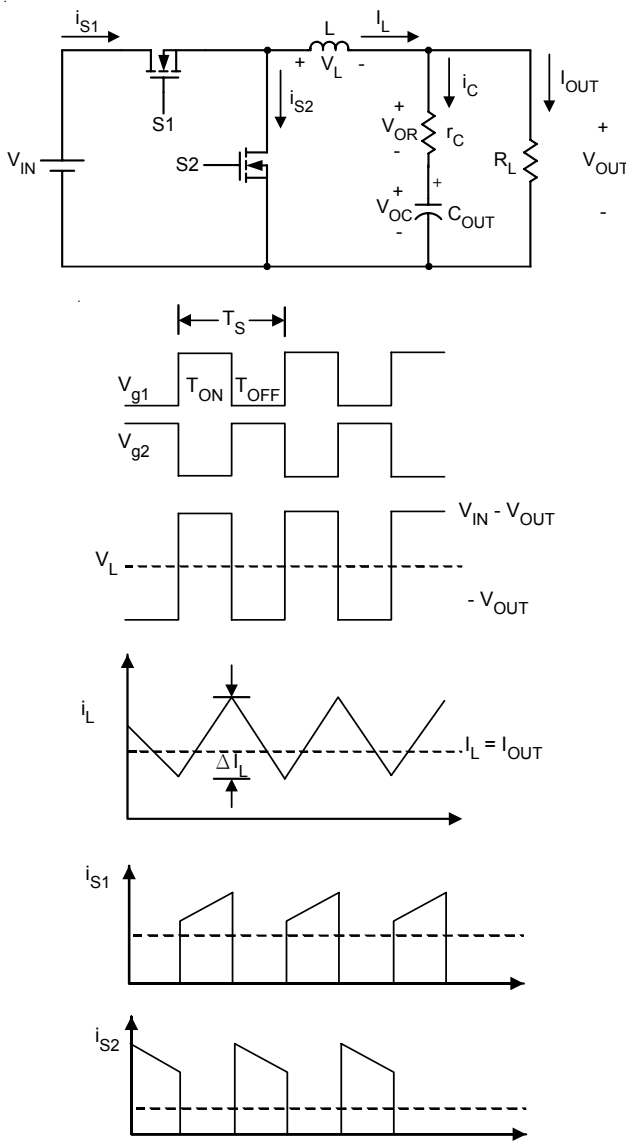 i_S1
L
I_L
+ V_L -
i_C
I_OUT
i_S2
S1
+
V_OR
-
r_C
+
V_IN
S2
R_L
V_OUT
+
+
V_OC
-
C_OUT
-
T_S
V_g1
T_ON
T_OFF
V_g2
V_IN - V_OUT
V_L
- V_OUT
i_L
I_L = I_OUT
ΔI_L
i_S1
i_S2